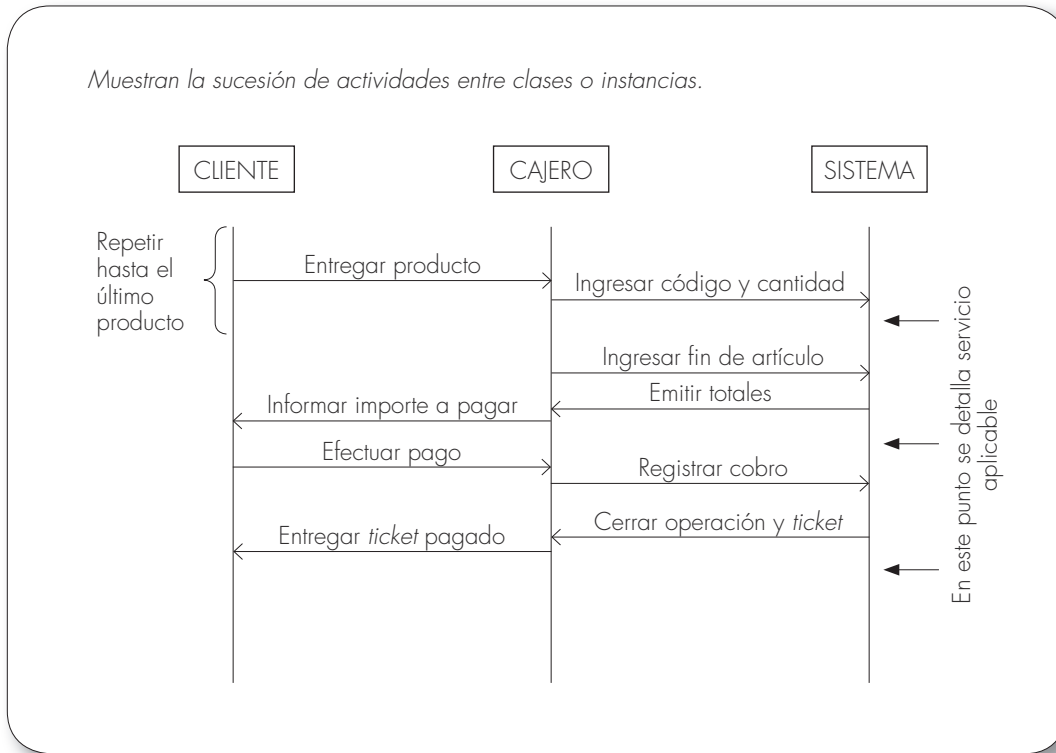 Muestran la sucesión de actividades entre clases o instancias.
CLIENTE
CAJERO
SISTEMA
Repetir
hasta el
último
producto
Entregar producto
Ingresar código y cantidad
Ingresar fin de artículo
Emitir totales
Informar importe a pagar
Efectuar pago
Registrar cobro
Cerrar operación y ticket
Entregar ticket pagado
En este punto se detalla servicio
aplicable